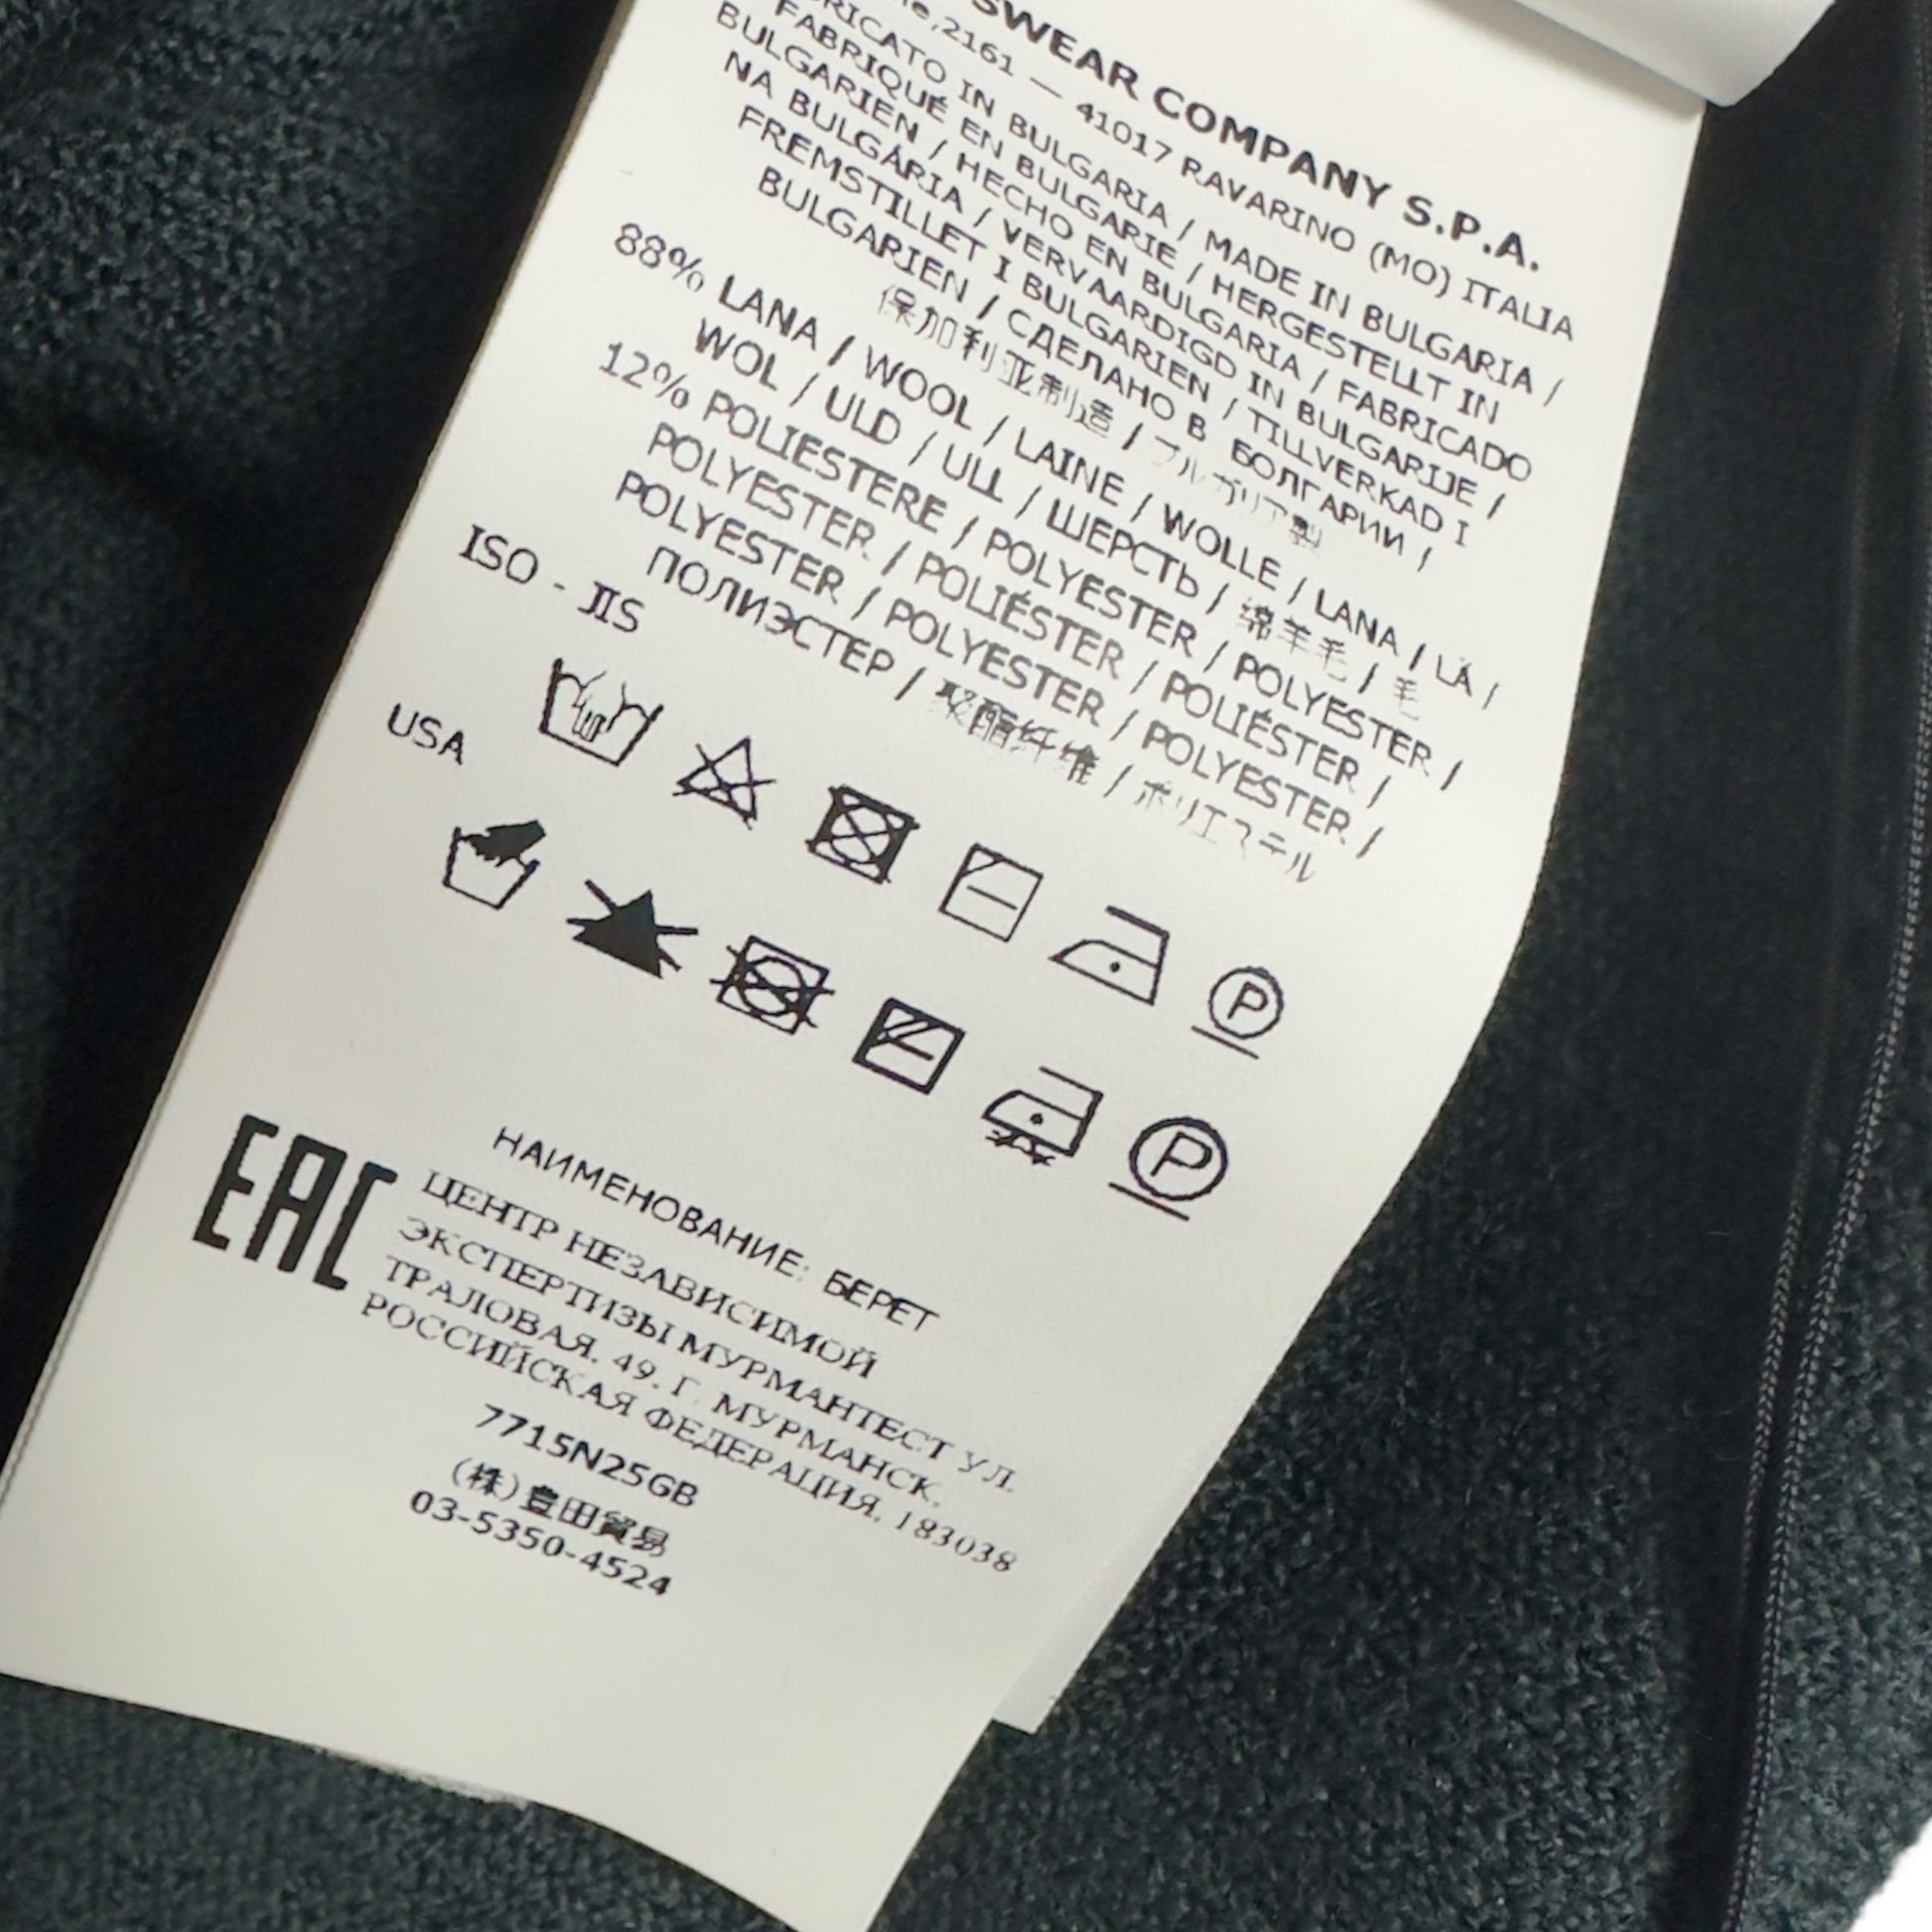 SWEAR COMPANY S.P.A.
,2161 — 41017 RAVARINO (MO) ITALIA
BRICATO IN BULGARIA / MADE IN BULGARIA /
FABRIQUÉ EN BULGARIE / HERGESTELLT IN
BULGARIEN / HECHO EN BULGARIA / FABRICADO
NA BULGÁRIA / VERVAARDIGD IN BULGARIJE /
FREMSTILLET I BULGARIEN / TILLVERKAD I
BULGARIEN / СДЕЛАНО В БОЛГАРИИ /
保加利亚制造 / ブルガリア製
88% LANA / WOOL / LAINE / WOLLE / LANA / LÃ /
WOL / ULD / ULL / ШЕРСТЬ / 绵羊毛 / 毛
12% POLIESTERE / POLYESTER / POLYESTER /
POLYESTER / POLIÉSTER / POLIÉSTER /
POLYESTER / POLYESTER / POLYESTER /
ПОЛИЭСТЕР / 聚酯纤维 / ポリエステル
ISO - JIS
P
USA
P
EAC
НАИМЕНОВАНИЕ: БЕРЕТ
ЦЕНТР НЕЗАВИСИМОЙ
ЭКСПЕРТИЗЫ МУРМАНТЕСТ УЛ.
ТРАЛОВАЯ, 49, Г. МУРМАНСК,
РОССИЙСКАЯ ФЕДЕРАЦИЯ, 183038
7715N25GB
(株)豊田貿易
03-5350-4524